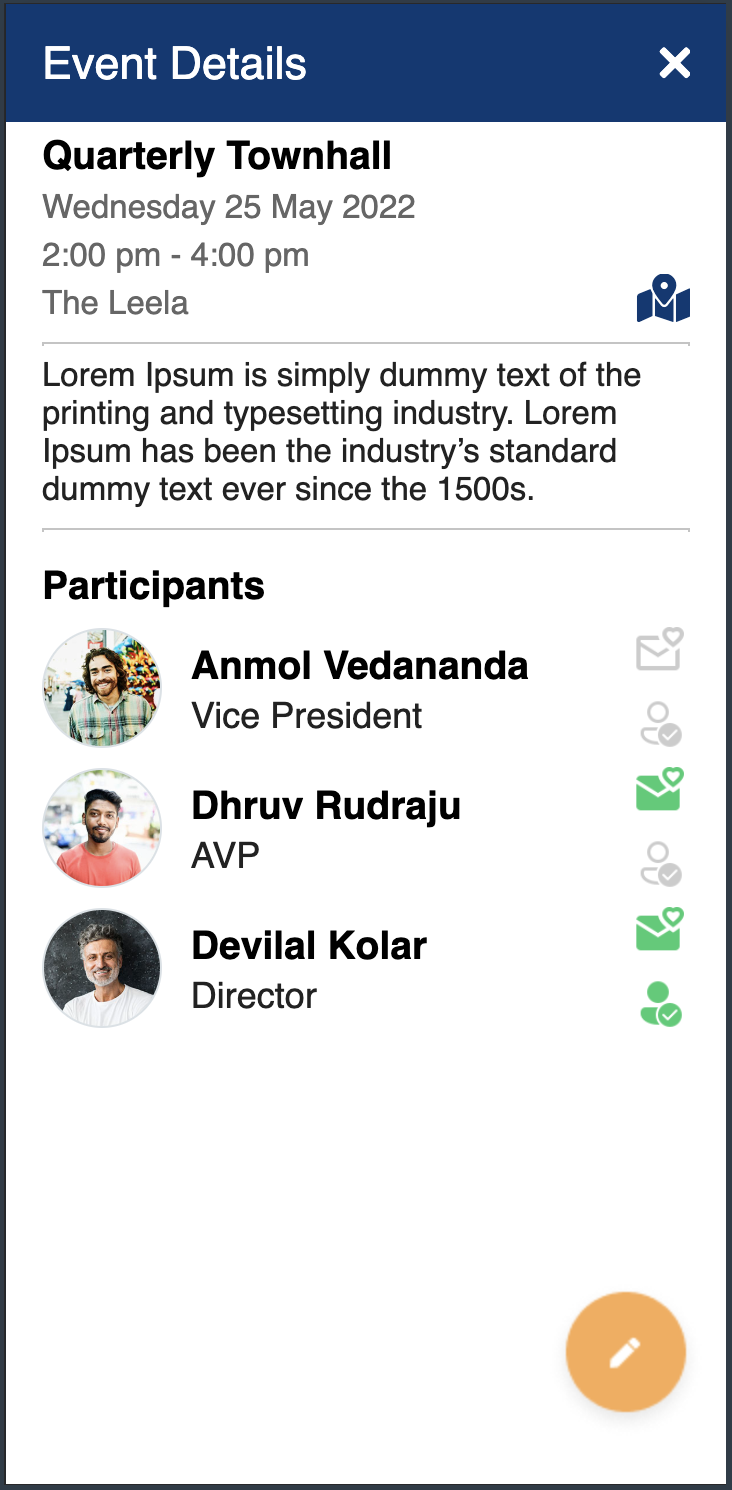 Event Details
Quarterly Townhall
Wednesday 25 May 2022
2:00 pm - 4:00 pm
The Leela
Lorem Ipsum is simply dummy text of the
printing and typesetting industry. Lorem
Ipsum has been the industry’s standard
dummy text ever since the 1500s.
Participants
Anmol Vedananda
Vice President
Dhruv Rudraju
AVP
Devilal Kolar
Director